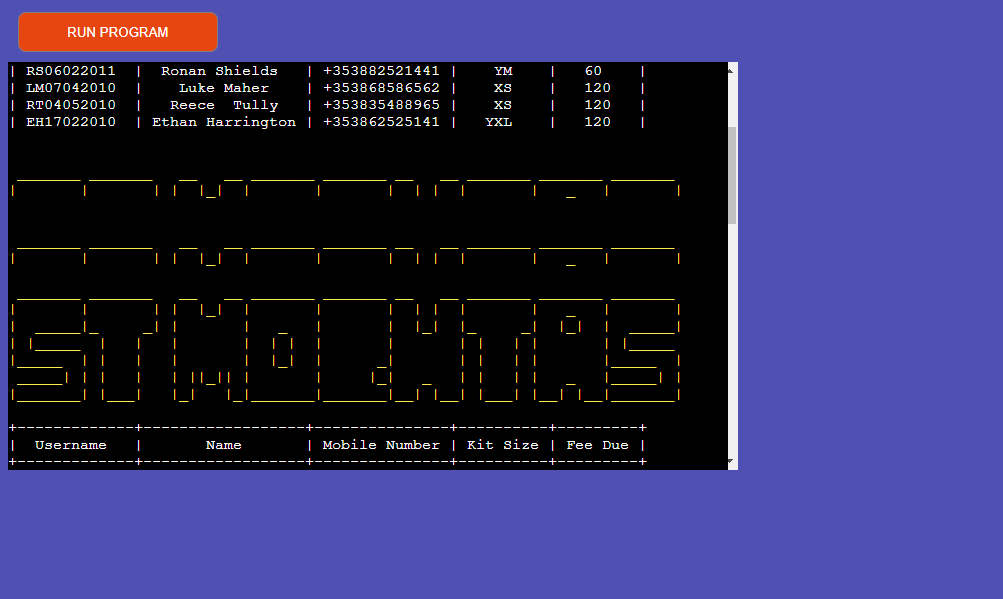 RUN PROGRAM
| RS06022011 | Ronan Shields | +353882521441 | YM | 60 |
| LM07042010 | Luke Maher | +353868586562 | XS | 120 |
| RT04052010 | Reece Tully | +353835488965 | XS | 120 |
| EH17022010 | Ethan Harrington | +353862525141 | YXL | 120 |
| Username | Name | Mobile Number | Kit Size | Fee Due |